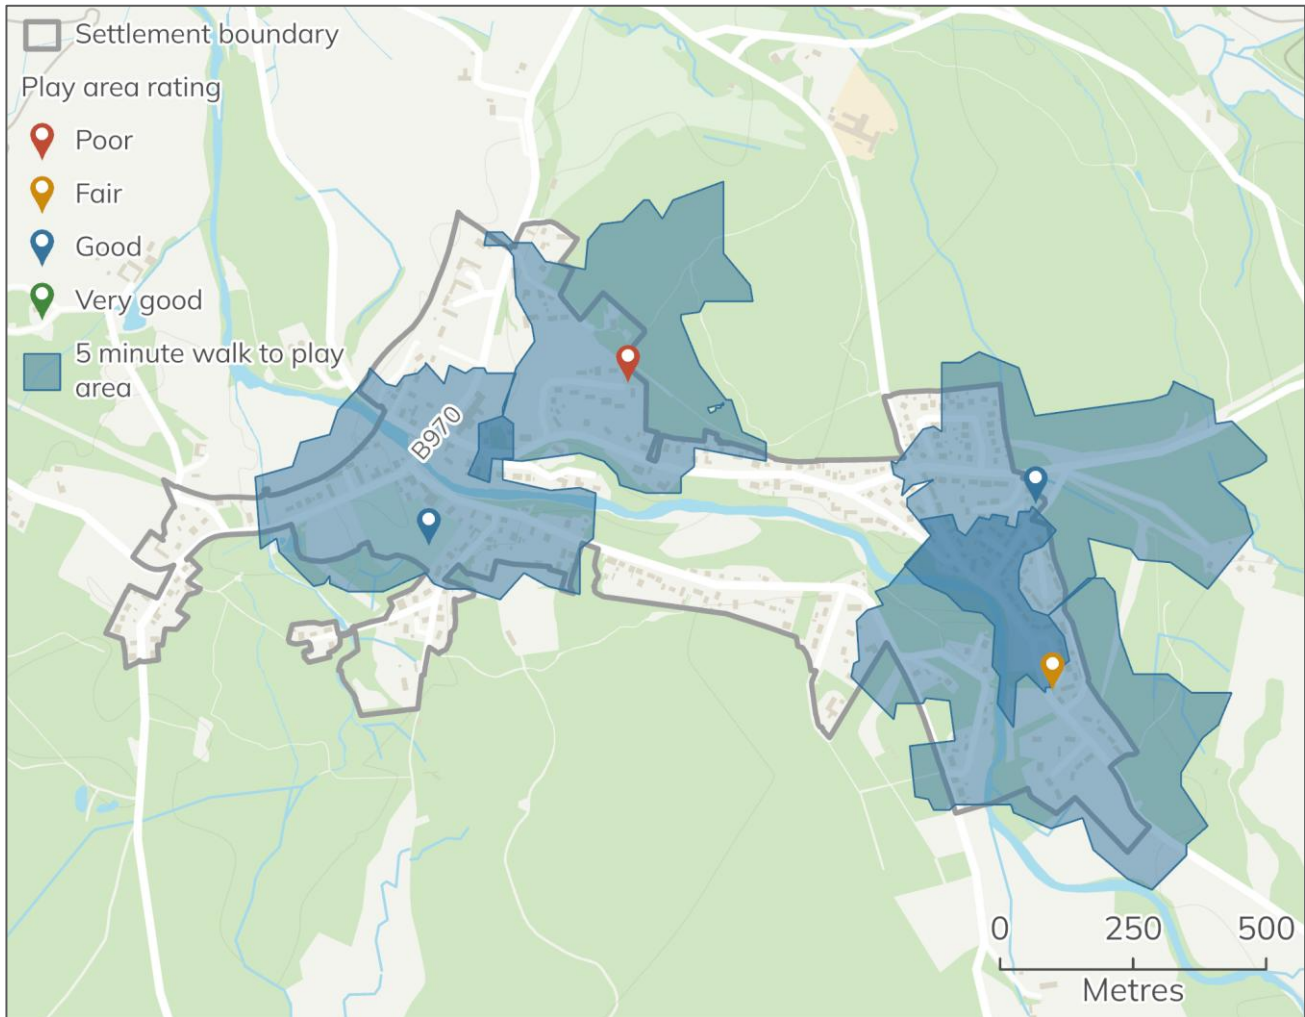 Settlement boundary
Play area rating
Poor
Fair
Good
Very good
5 minute walk to play
area
B970
0 250 500
Metres